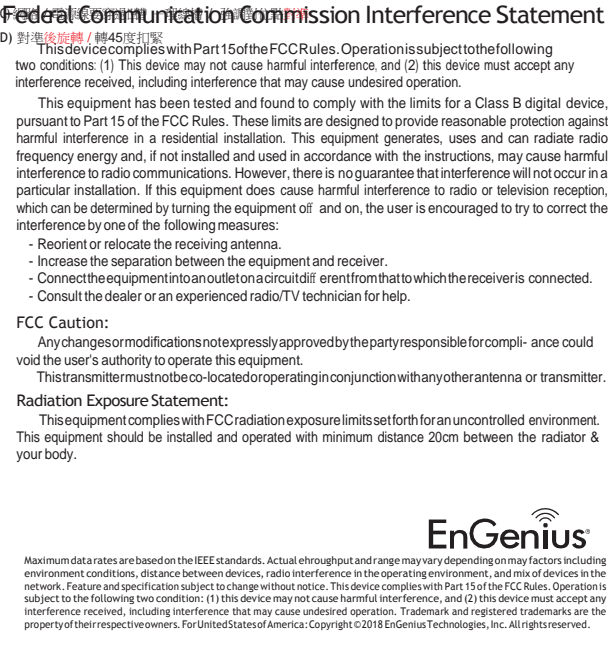 Federal Communication Commission Interference Statement
D) 對準後旋轉 / 轉45度扣緊
This device complies with Part 15 of the FCC Rules. Operation is subject to the following
two conditions: (1) This device may not cause harmful interference, and (2) this device must accept any
interference received, including interference that may cause undesired operation.
This equipment has been tested and found to comply with the limits for a Class B digital device,
pursuant to Part 15 of the FCC Rules. These limits are designed to provide reasonable protection against
harmful interference in a residential installation. This equipment generates, uses and can radiate radio
frequency energy and, if not installed and used in accordance with the instructions, may cause harmful
interference to radio communications. However, there is no guarantee that interference will not occur in a
particular installation. If this equipment does cause harmful interference to radio or television reception,
which can be determined by turning the equipment off and on, the user is encouraged to try to correct the
interference by one of the following measures:
- Reorient or relocate the receiving antenna.
- Increase the separation between the equipment and receiver.
- Connect the equipment into an outlet on a circuit different from that to which the receiver is connected.
- Consult the dealer or an experienced radio/TV technician for help.
FCC Caution:
Any changes or modifications not expressly approved by the party responsible for compli- ance could
void the user's authority to operate this equipment.
This transmitter must not be co-located or operating in conjunction with any other antenna or transmitter.
Radiation Exposure Statement:
This equipment complies with FCC radiation exposure limits set forth for an uncontrolled environment.
This equipment should be installed and operated with minimum distance 20cm between the radiator &
your body.
EnGenius®
Maximum data rates are based on the IEEE standards. Actual ehroughput and range may vary depending on may factors including
environment conditions, distance between devices, radio interference in the operating environment, and mix of devices in the
network. Feature and specification subject to change without notice. This device complies with Part 15 of the FCC Rules. Operation is
subject to the following two condition: (1) this device may not cause harmful interference, and (2) this device must accept any
interference received, including interference that may cause undesired operation. Trademark and registered trademarks are the
property of their respective owners. For United States of America: Copyright ©2018 EnGenius Technologies, Inc. All rights reserved.